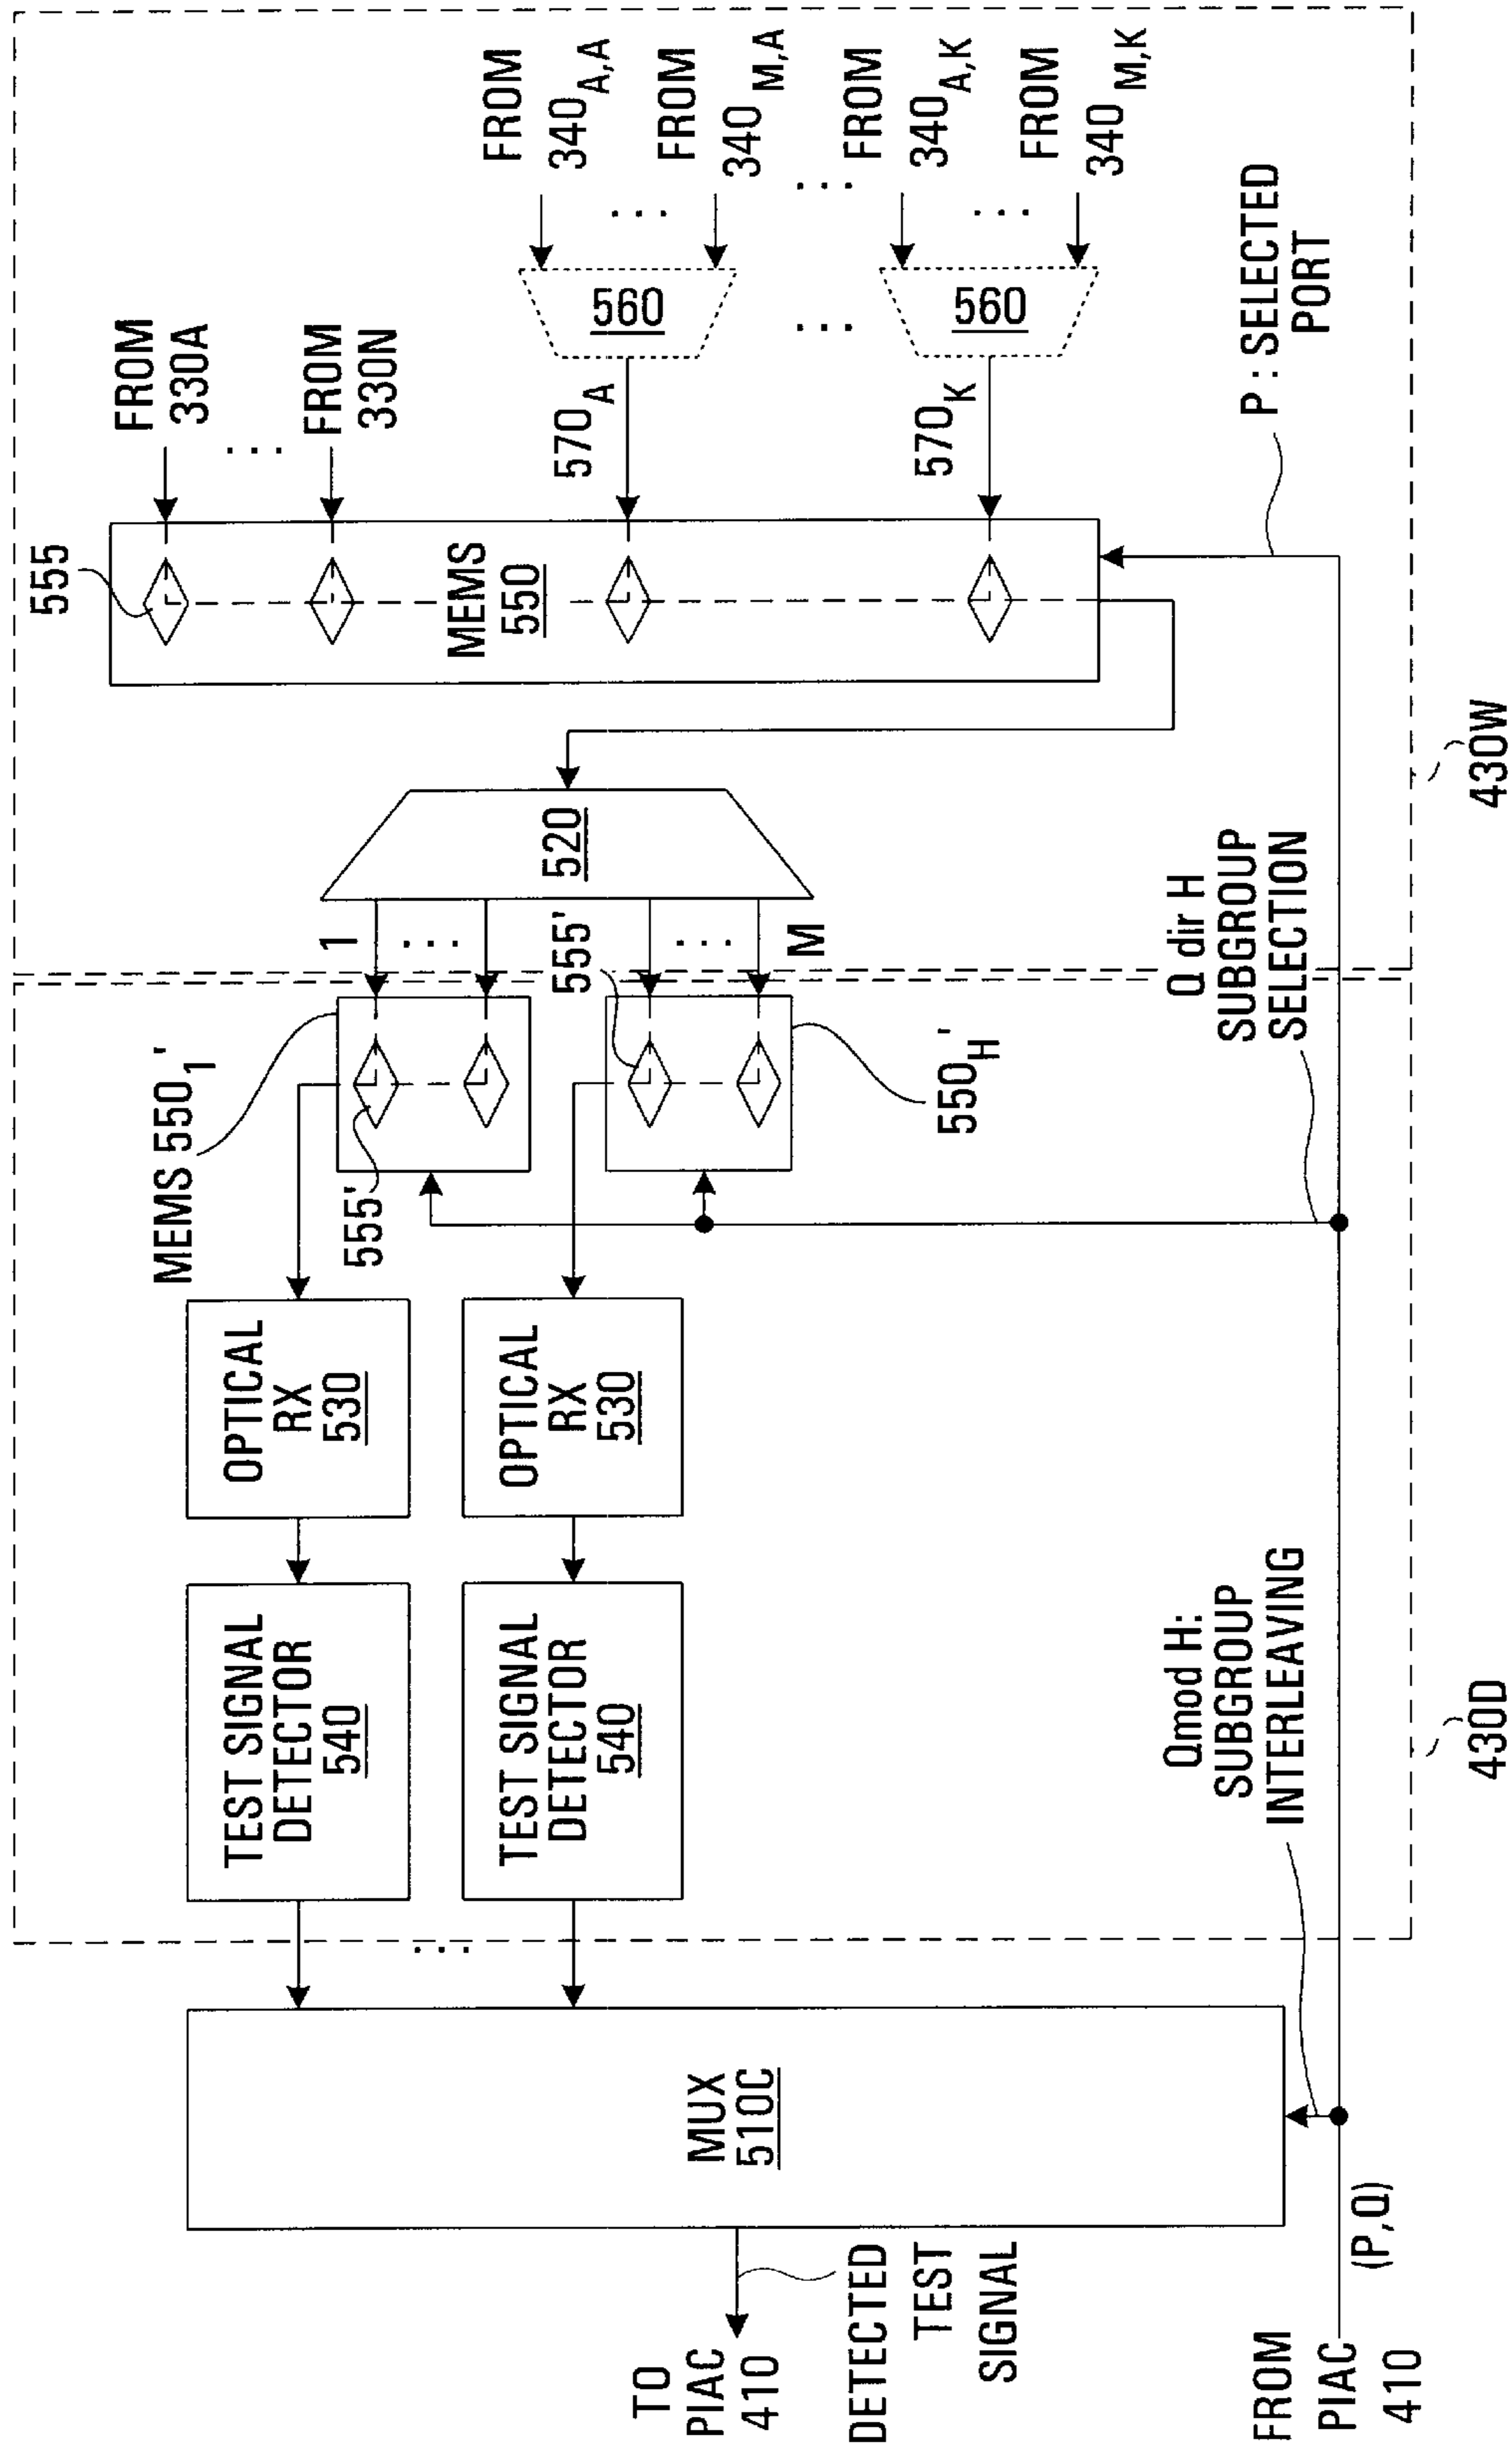 FROM
330A
...
FROM
330N
FROM
340A,A
...
FROM
340M,A
...
FROM
340A,K
...
FROM
340M,K
560
...
560
570A
570K
555
MEMS
550
P : SELECTED
PORT
520
430W
1
...
555'
...
M
Q dir H
SUBGROUP
SELECTION
MEMS 5501'
555'
550H'
OPTICAL
RX
530
OPTICAL
RX
530
TEST SIGNAL
DETECTOR
540
TEST SIGNAL
DETECTOR
540
Qmod H:
SUBGROUP
INTERLEAVING
430D
...
MUX
510C
TO
PIAC
410
DETECTED
TEST
SIGNAL
(P,Q)
FROM
PIAC
410